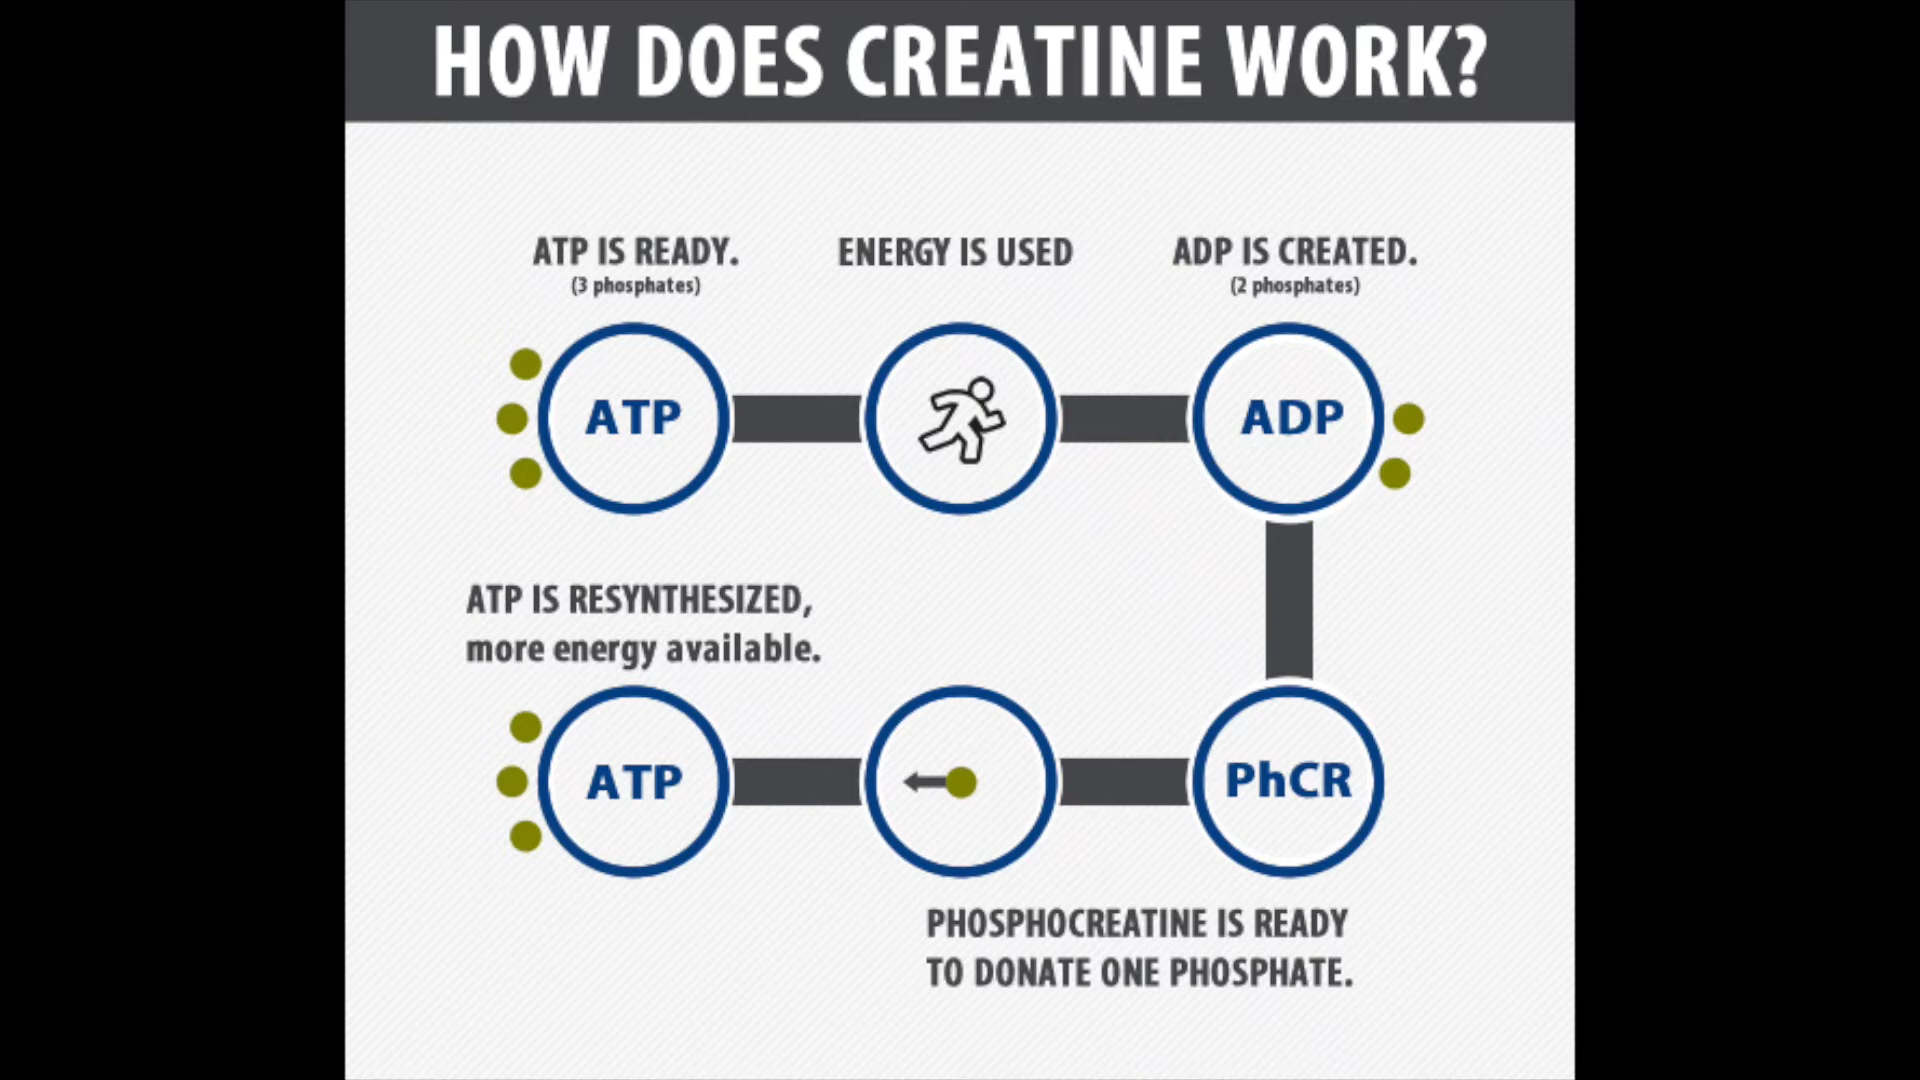 HOW DOES CREATINE WORK?
ATP IS READY.
(3 phosphates)
ENERGY IS USED
ADP IS CREATED.
(2 phosphates)
ATP
ADP
ATP IS RESYNTHESIZED,
more energy available.
ATP
PhCR
PHOSPHOCREATINE IS READY
TO DONATE ONE PHOSPHATE.